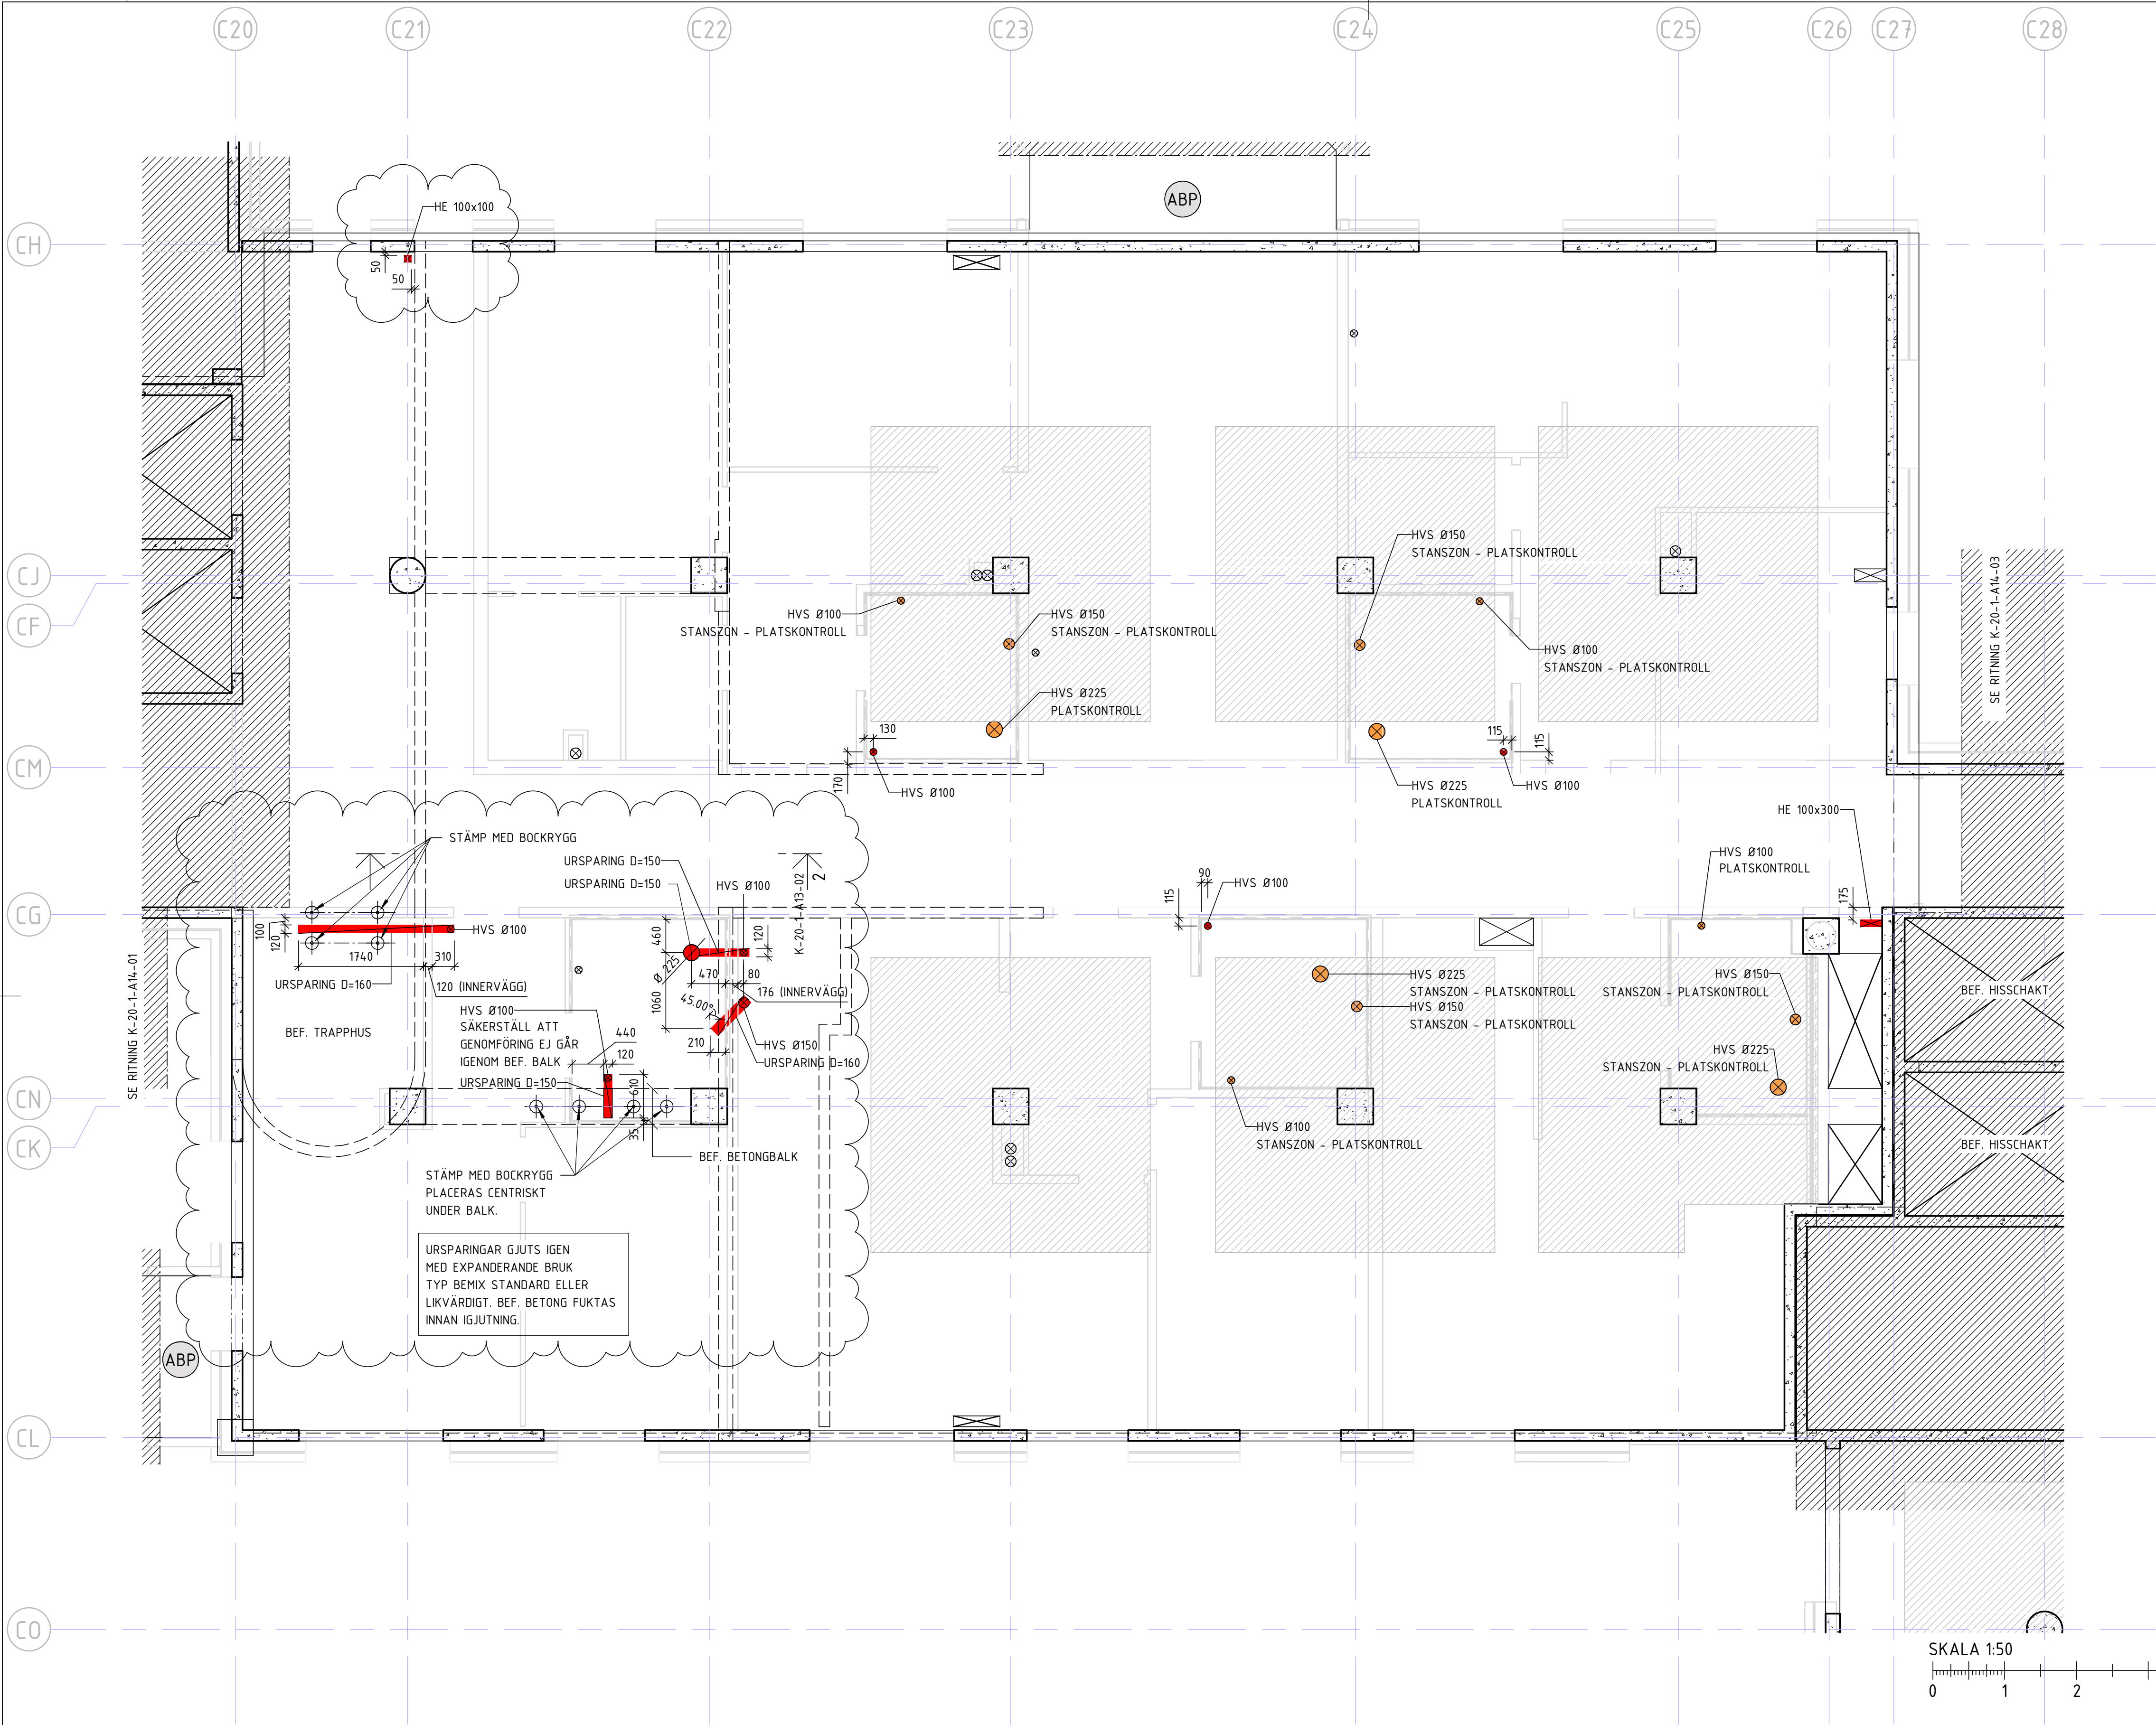 C20
C21
C22
C23
C24
C25
C26
C27
C28
ABP
HE 100x100
CH
50
50
HVS Ø150
STANSZON - PLATSKONTROLL
SE RITNING K-20-1-A14-03
CJ
HVS Ø100
STANSZON - PLATSKONTROLL
HVS Ø150
STANSZON - PLATSKONTROLL
CF
HVS Ø100
STANSZON - PLATSKONTROLL
HVS Ø225
PLATSKONTROLL
130
115
115
CM
170
HVS Ø100
HVS Ø225
PLATSKONTROLL
HVS Ø100
HE 100x300
STÄMP MED BOCKRYGG
URSPARING D=150
URSPARING D=150
HVS Ø100
K-20-1-A13-02
2
90
115
HVS Ø100
HVS Ø100
PLATSKONTROLL
175
CG
100
120
HVS Ø100
460
120
1740
310
Ø 225
470
80
URSPARING D=160
120 (INNERVÄGG)
176 (INNERVÄGG)
1060
45.00°
SE RITNING K-20-1-A14-01
HVS Ø225
STANSZON - PLATSKONTROLL
HVS Ø150
STANSZON - PLATSKONTROLL
HVS Ø150
STANSZON - PLATSKONTROLL
BEF. HISSCHAKT
BEF. TRAPPHUS
HVS Ø100
SÄKERSTÄLL ATT
GENOMFÖRING EJ GÅR
IGENOM BEF. BALK
440
120
210
HVS Ø150
URSPARING D=160
HVS Ø225
STANSZON - PLATSKONTROLL
URSPARING D=150
610
CN
35
HVS Ø100
STANSZON - PLATSKONTROLL
CK
BEF. BETONGBALK
BEF. HISSCHAKT
STÄMP MED BOCKRYGG
PLACERAS CENTRISKT
UNDER BALK.
URSPARINGAR GJUTS IGEN
MED EXPANDERANDE BRUK
TYP BEMIX STANDARD ELLER
LIKVÄRDIGT. BEF. BETONG FUKTAS
INNAN IGJUTNING.
ABP
CL
CO
SKALA 1:50
0
1
2